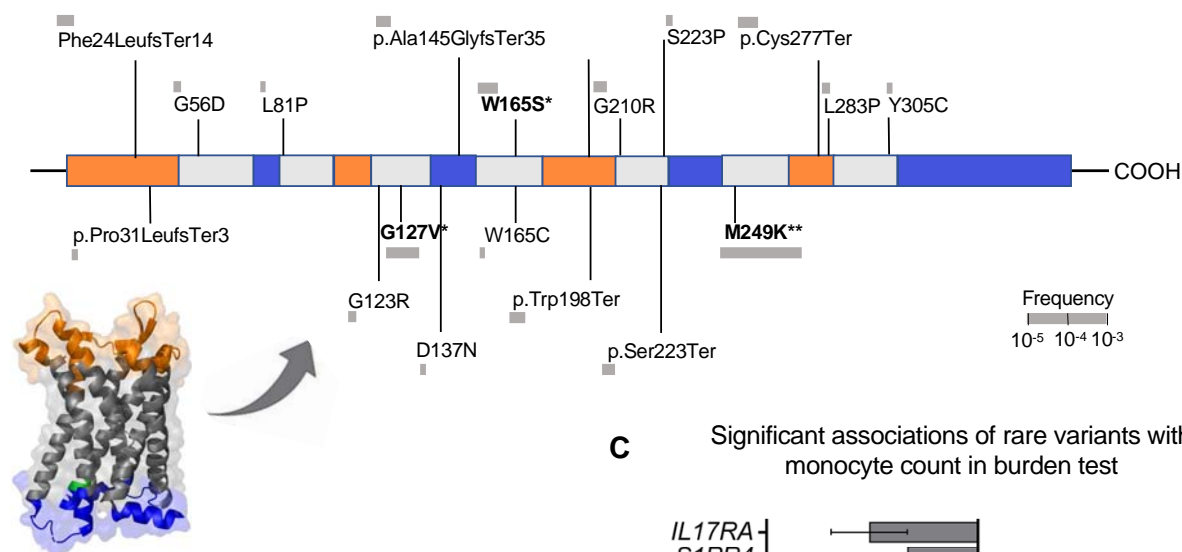 Phe24LeufsTer14
p.Ala145GlyfsTer35
S223P
p.Cys277Ter
G56D
L81P
W165S*
G210R
L283P
Y305C
COOH
p.Pro31LeufsTer3
G127V*
W165C
M249K**
G123R
p.Trp198Ter
D137N
p.Ser223Ter
Frequency
10-5 10-4 10-3
C
Significant associations of rare variants wit
monocyte count in burden test
IL17RA